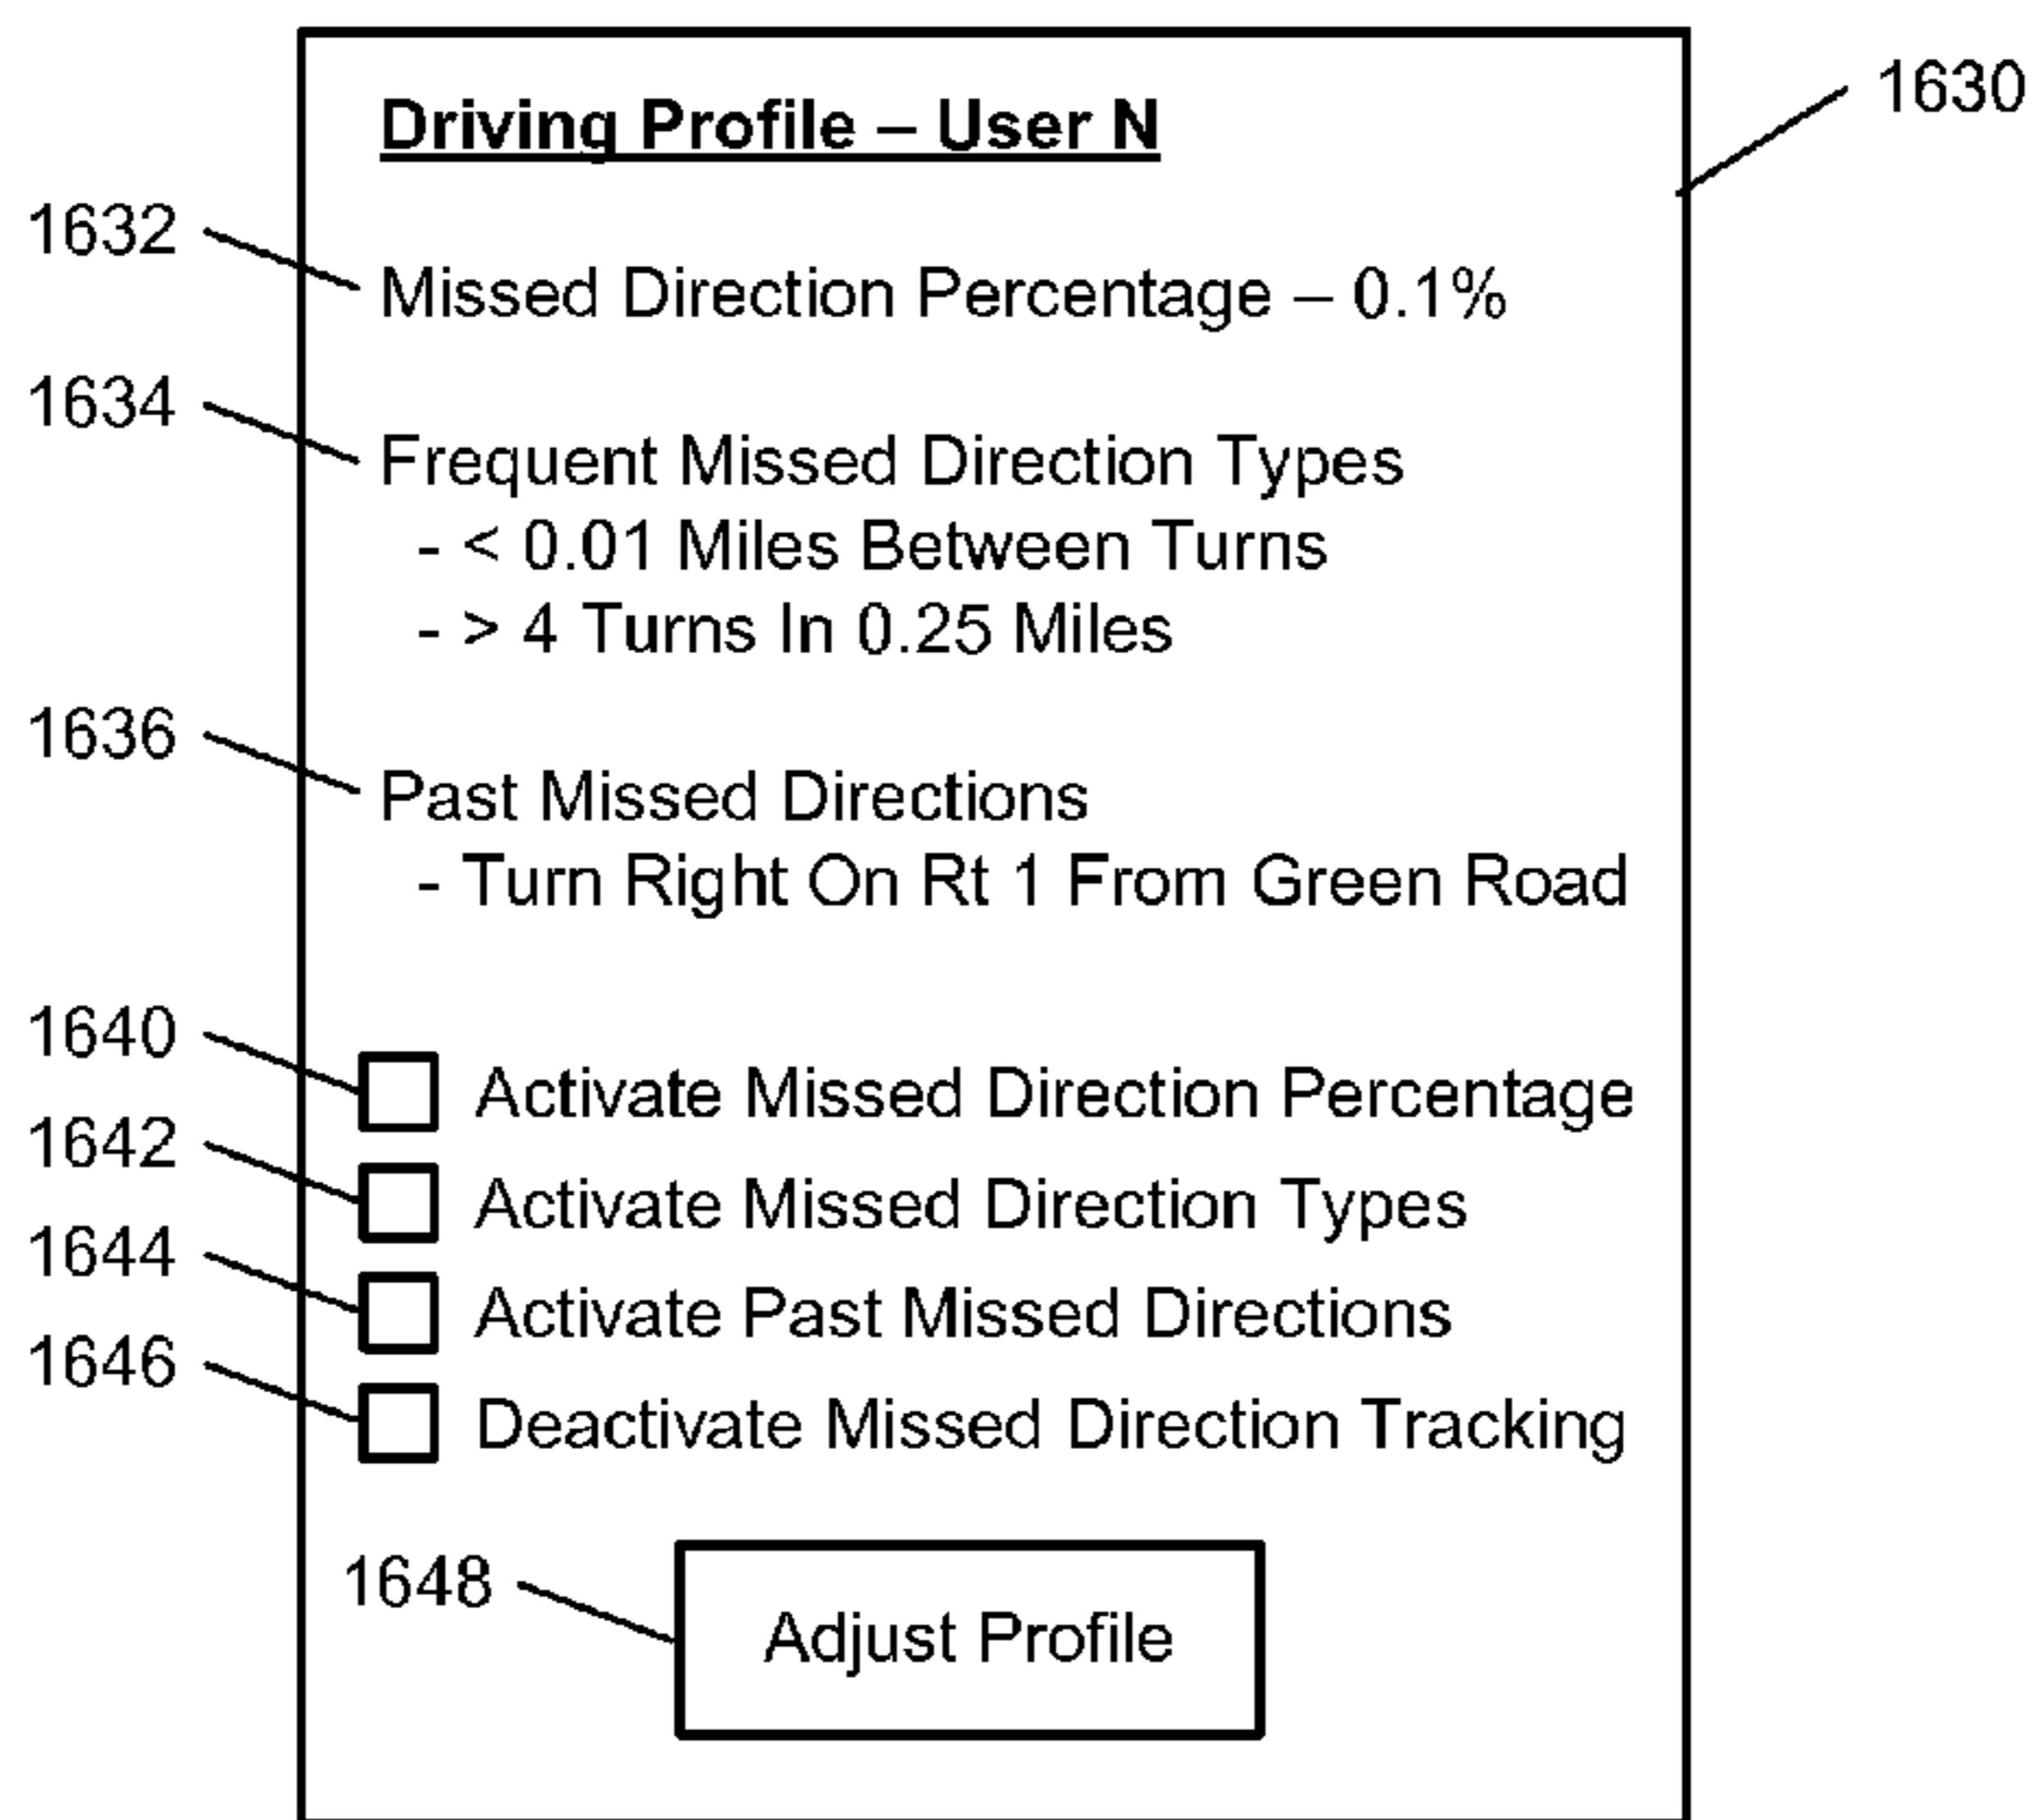 Driving Profile – User N
1630
1632
Missed Direction Percentage – 0.1%
1634
Frequent Missed Direction Types
- < 0.01 Miles Between Turns
- > 4 Turns In 0.25 Miles
1636
Past Missed Directions
- Turn Right On Rt 1 From Green Road
1640
Activate Missed Direction Percentage
1642
Activate Missed Direction Types
1644
Activate Past Missed Directions
1646
Deactivate Missed Direction Tracking
1648
Adjust Profile